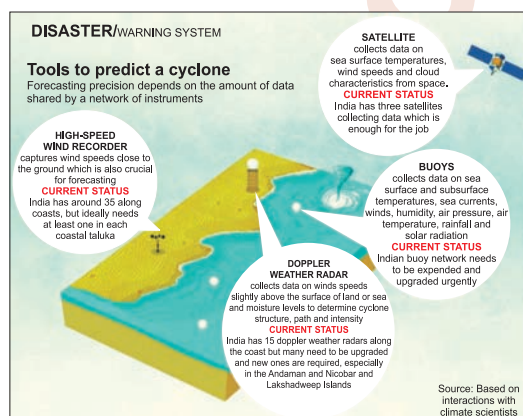 DISASTER/WARNING SYSTEM
Tools to predict a cyclone
Forecasting precision depends on the amount of data
shared by a network of instruments
SATELLITE
collects data on
sea surface temperatures,
wind speeds and cloud
characteristics from space.
CURRENT STATUS
India has three satellites
collecting data which is
enough for the job
HIGH-SPEED
WIND RECORDER
captures wind speeds close to
the ground which is also crucial
for forecasting
CURRENT STATUS
India has around 35 along
coasts, but ideally needs
at least one in each
coastal taluka
BUOYS
collects data on sea
surface and subsurface
temperatures, sea currents,
winds, humidity, air pressure, air
temperature, rainfall and
solar radiation
CURRENT STATUS
Indian buoy network needs
to be expended and
upgraded urgently
DOPPLER
WEATHER RADAR
collects data on winds speeds
slightly above the surface of land or sea
and moisture levels to determine cyclone
structure, path and intensity
CURRENT STATUS
India has 15 doppler weather radars along
the coast but many need to be upgraded
and new ones are required, especially
in the Andaman and Nicobar and
Lakshadweep Islands
Source: Based on
interactions with
climate scientists